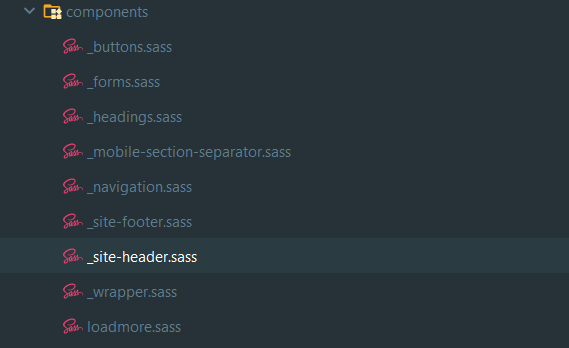 components
_buttons.sass
_forms.sass
_headings.sass
_mobile-section-separator.sass
_navigation.sass
_site-footer.sass
_site-header.sass
_wrapper.sass
loadmore.sass